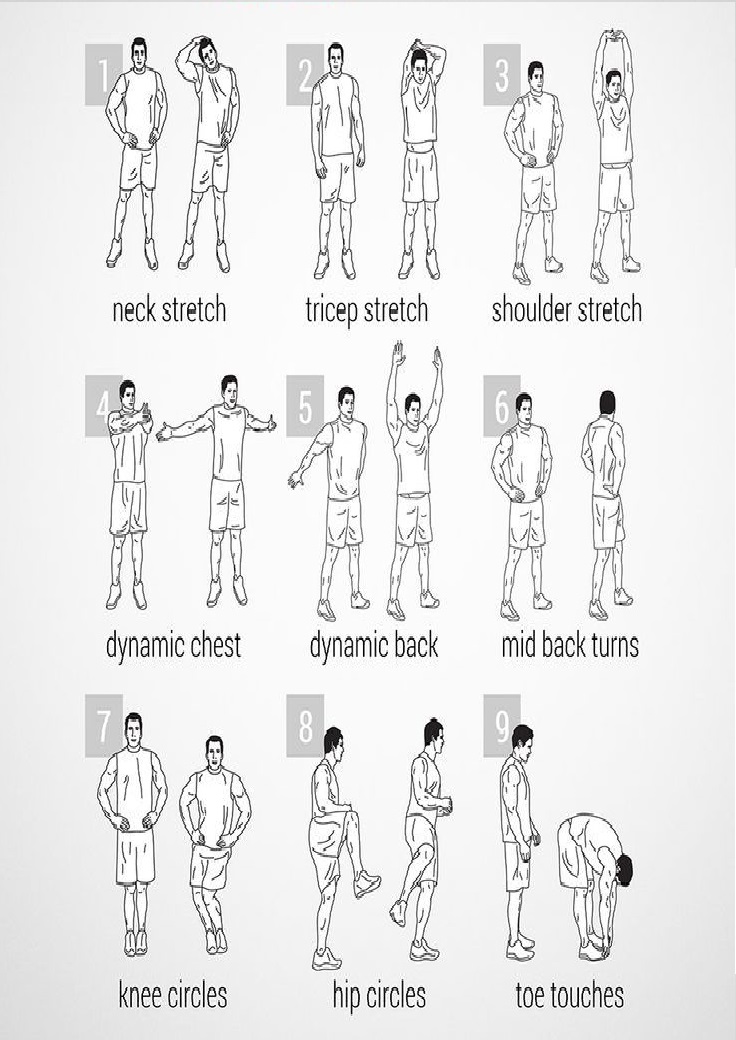 1
2
3
neck stretch
tricep stretch
shoulder stretch
4
5
6
dynamic chest
dynamic back
mid back turns
7
8
9
knee circles
hip circles
toe touches